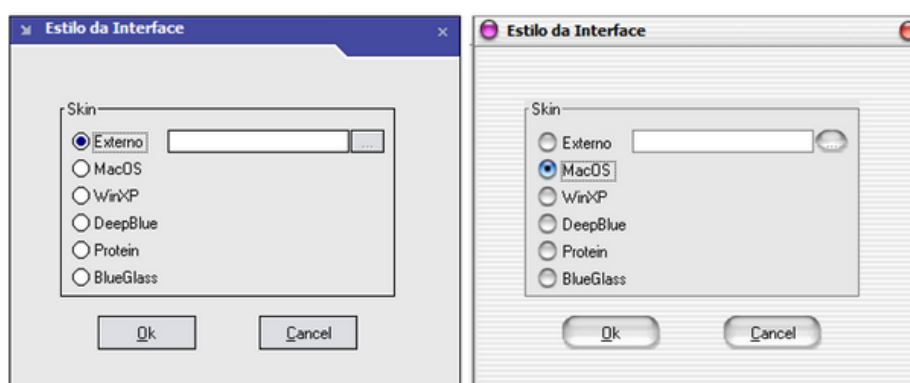 Estilo da Interface
Skin
Externo
...
MacOS
WinXP
DeepBlue
Protein
BlueGlass
Ok
Cancel
Estilo da Interface
Skin
Externo
...
MacOS
WinXP
DeepBlue
Protein
BlueGlass
Ok
Cancel